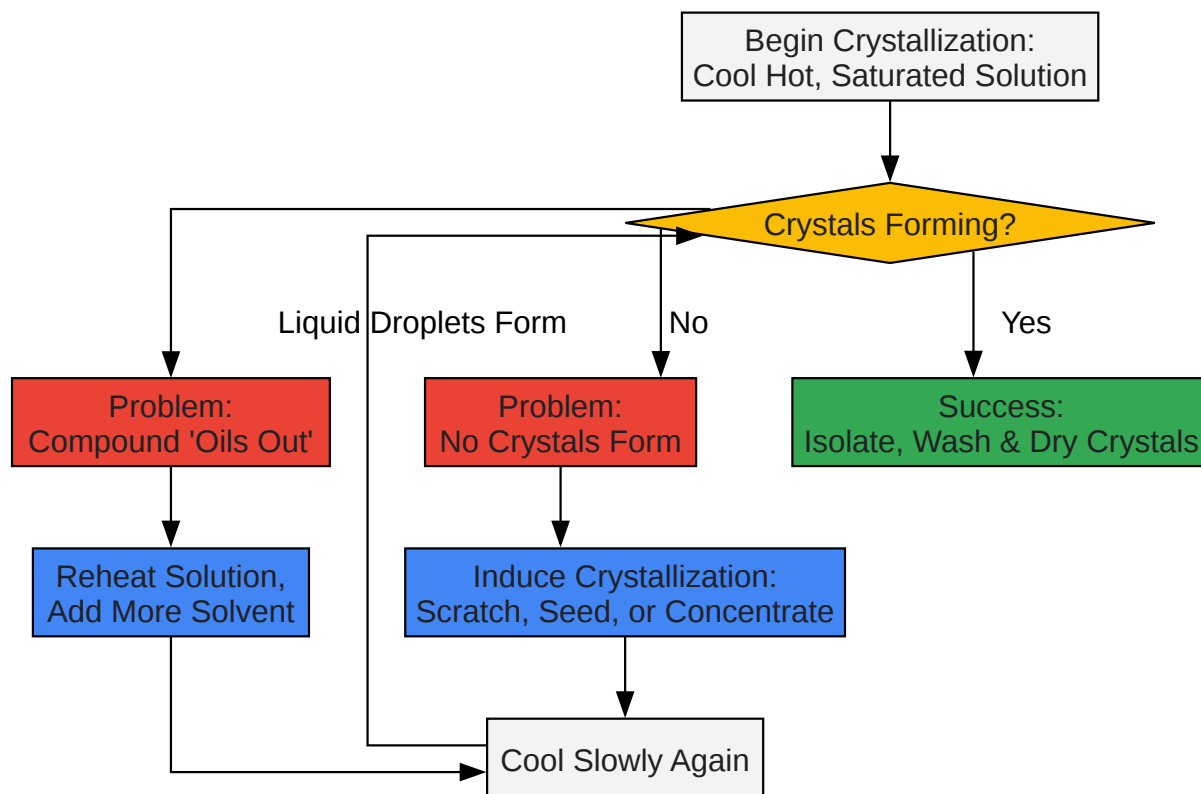 Begin Crystallization:
Cool Hot, Saturated Solution
Crystals Forming?
Liquid Droplets Form
No
Yes
Problem:
Compound 'Oils Out'
Problem:
No Crystals Form
Success:
Isolate, Wash & Dry Crystals
Reheat Solution,
Add More Solvent
Induce Crystallization:
Scratch, Seed, or Concentrate
Cool Slowly Again